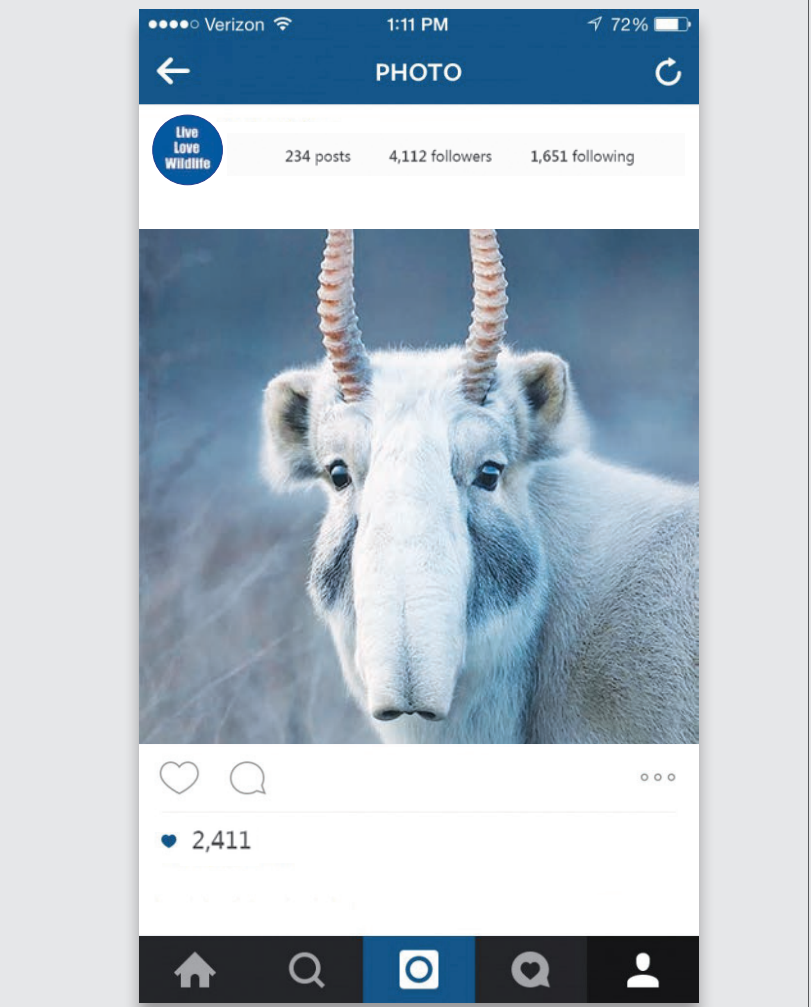 Verizon 1:11 PM 72%
PHOTO
Live
Love
Wildlife
234 posts 4,112 followers 1,651 following
2,411